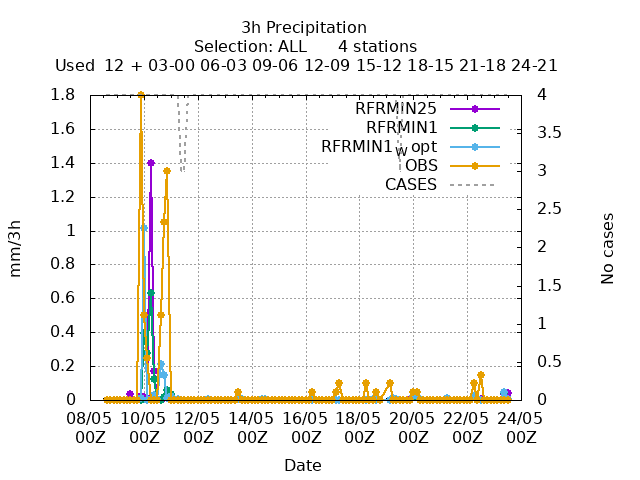 3h Precipitation
Selection: ALL 4 stations
Used 12 + 03-00 06-03 09-06 12-09 15-12 18-15 21-18 24-21
RFRMIN25
RFRMIN1
RFRMIN1wopt
OBS
CASES
1.8
1.6
1.4
1.2
1
0.8
0.6
0.4
0.2
0
mm/3h
4
3.5
3
2.5
2
1.5
1
0.5
0
No cases
08/05 10/05 12/05 14/05 16/05 18/05 20/05 22/05 24/05
00Z 00Z 00Z 00Z 00Z 00Z 00Z 00Z 00Z
Date